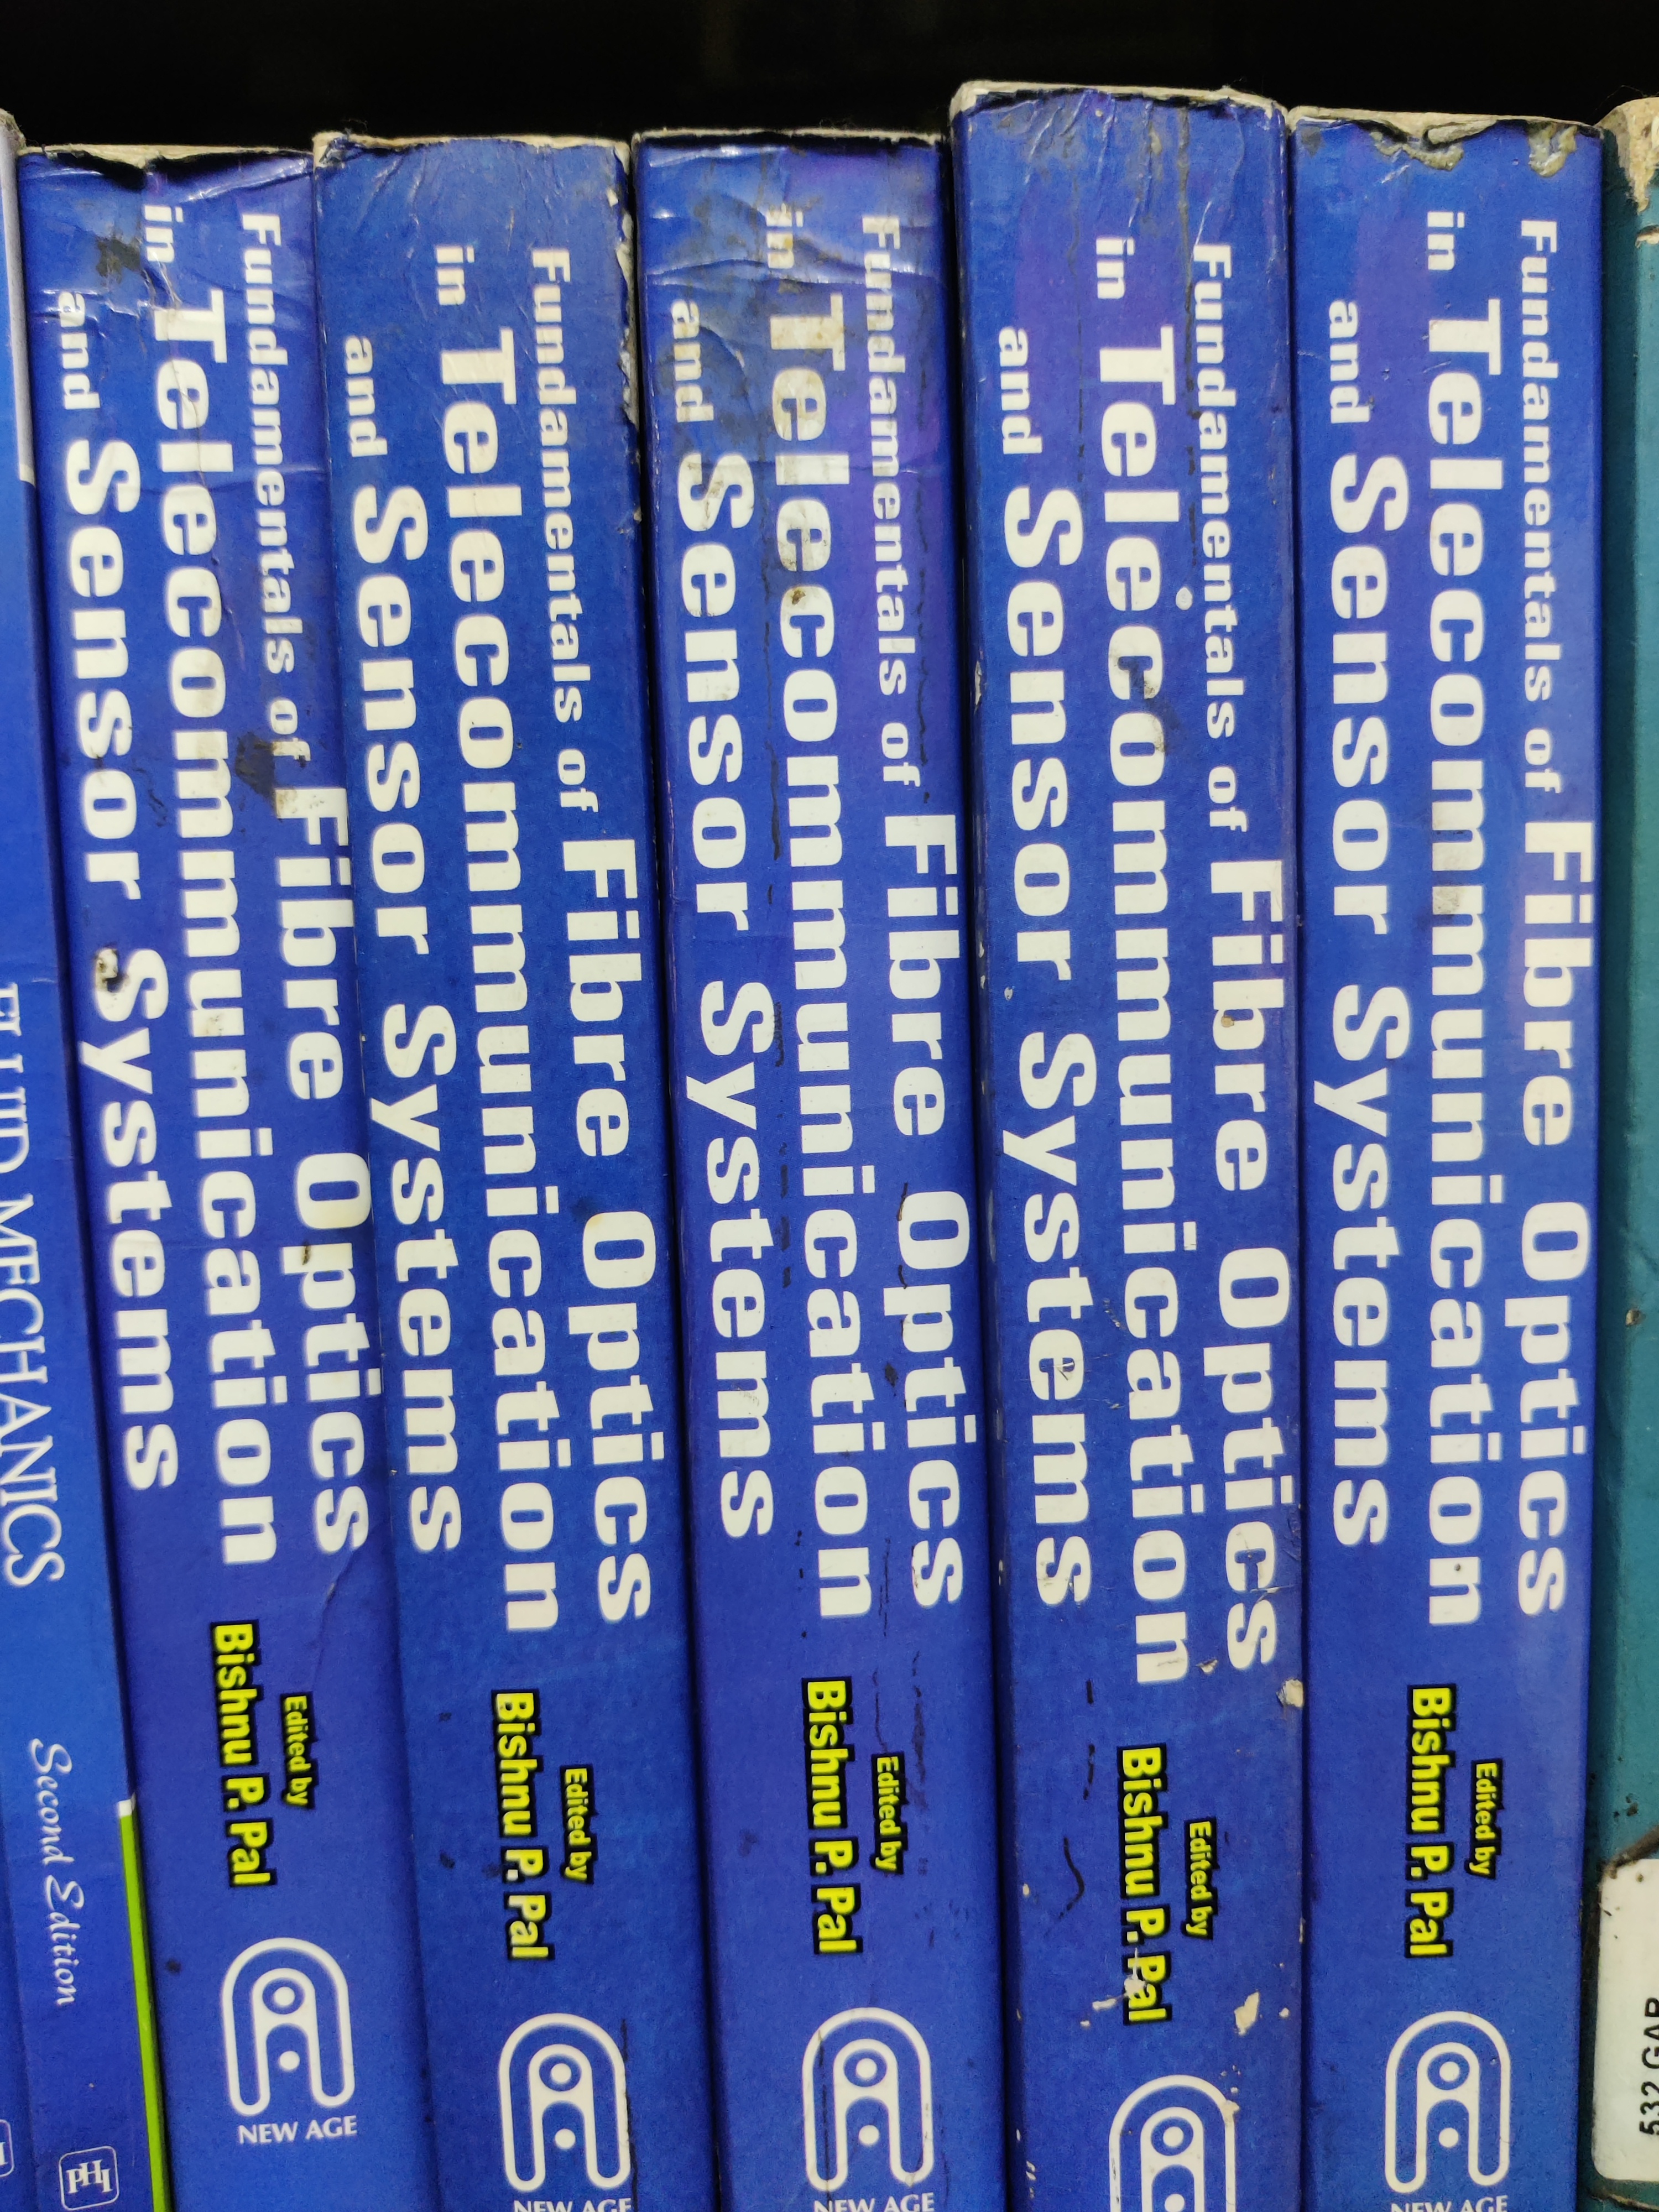 FLUID MECHANICS
Second Edition
PHI
Fundamentals of Fibre Optics
in Telecommunication
and Sensor Systems
Edited by
Bishnu P. Pal
NEW AGE
Fundamentals of Fibre Optics
in Telecommunication
and Sensor Systems
Edited by
Bishnu P. Pal
NEW AGE
Fundamentals of Fibre Optics
in Telecommunication
and Sensor Systems
Edited by
Bishnu P. Pal
NEW AGE
Fundamentals of Fibre Optics
in Telecommunication
and Sensor Systems
Edited by
Bishnu P. Pal
Fundamentals of Fibre Optics
in Telecommunication
and Sensor Systems
Edited by
Bishnu P. Pal
NEW AGE
532 GAR